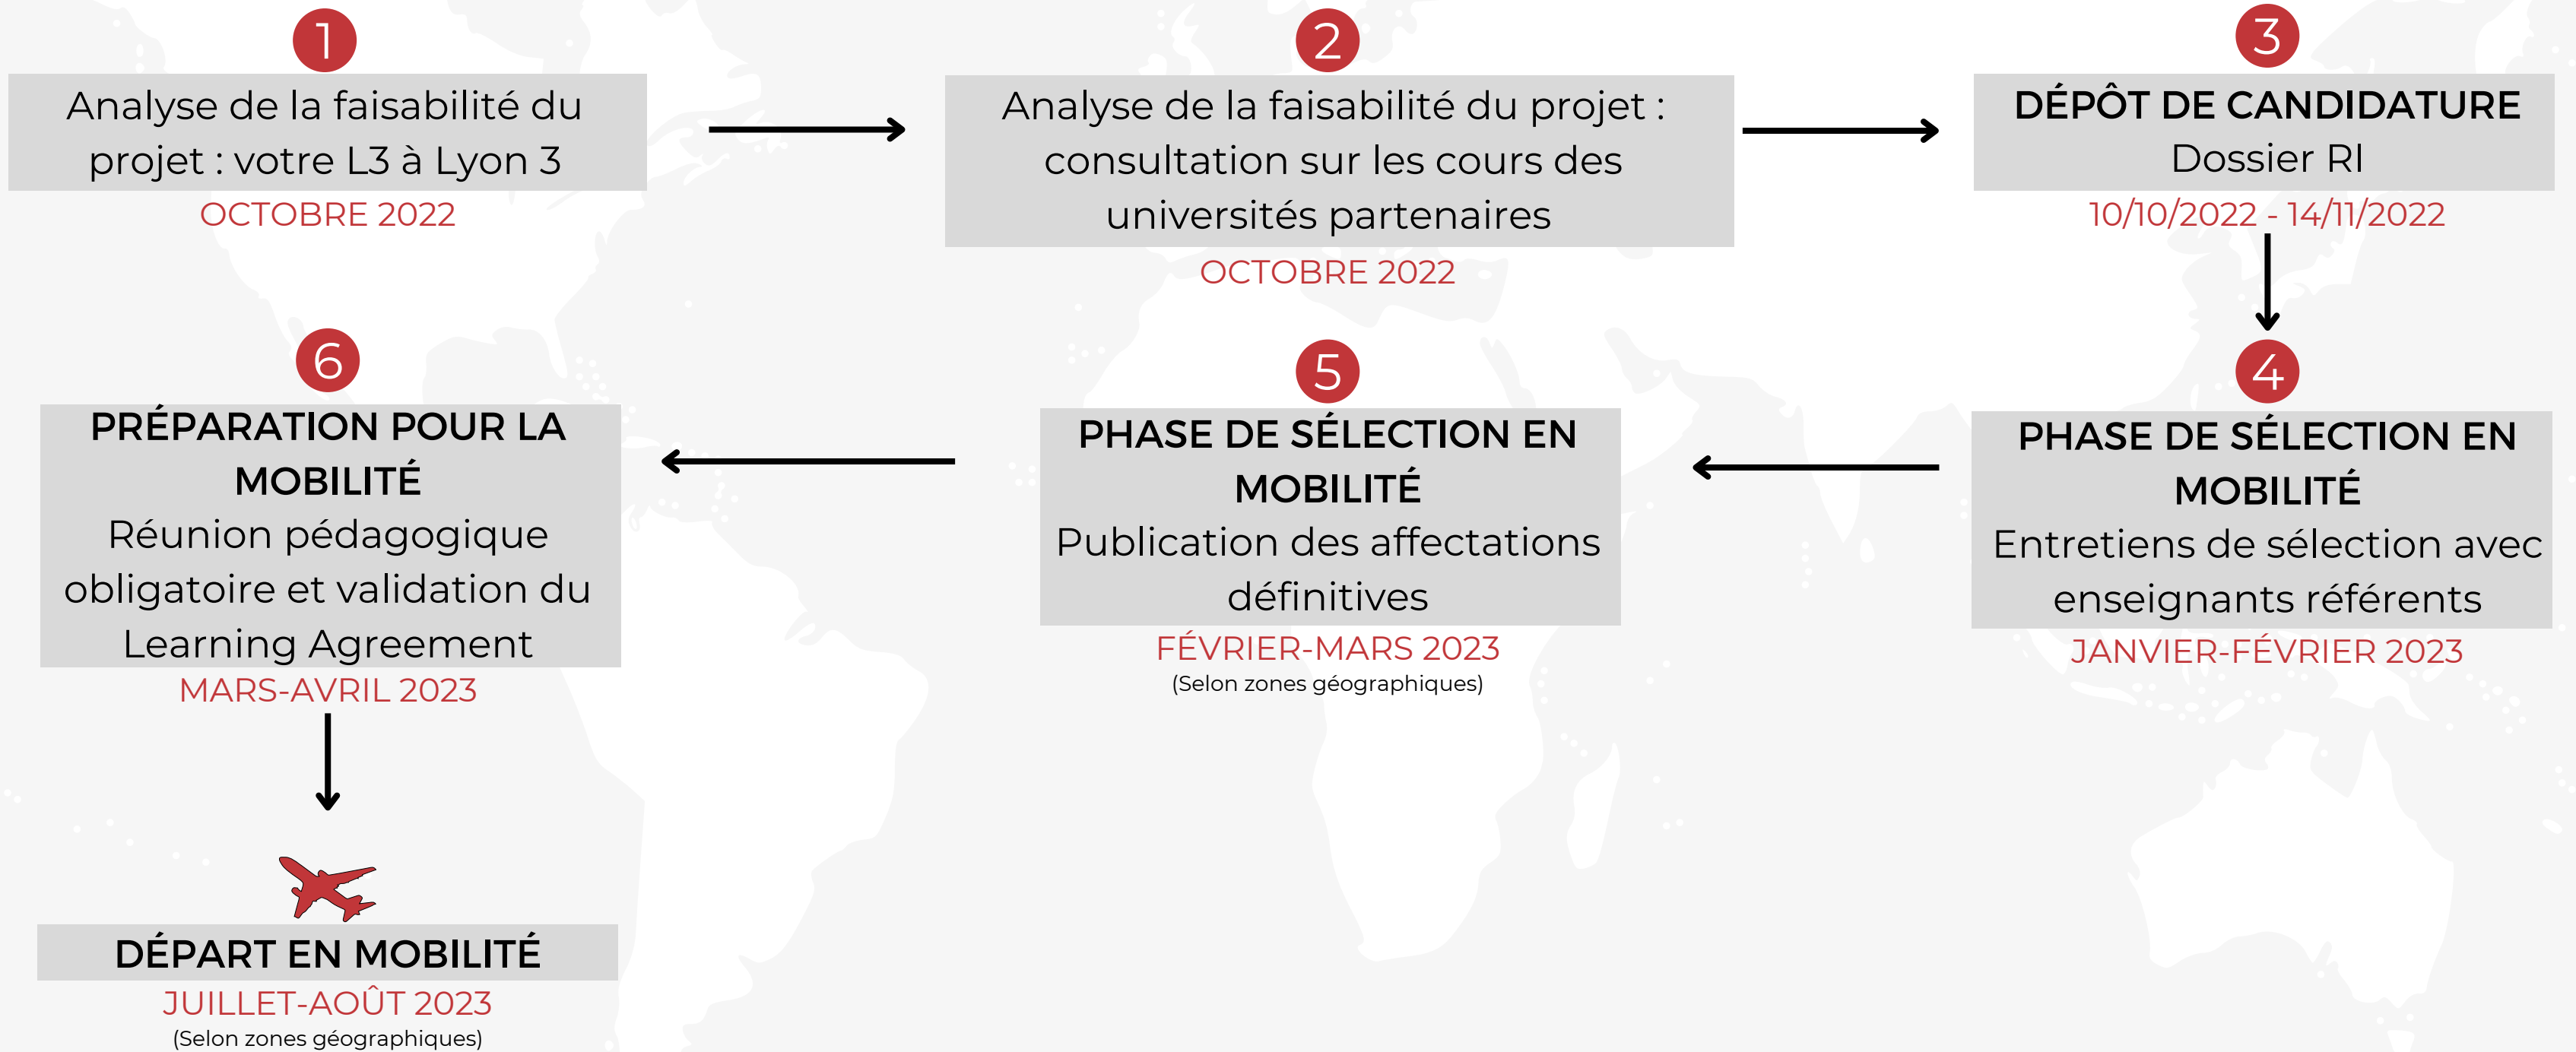 1
Analyse de la faisabilité du
projet : votre L3 à Lyon 3
OCTOBRE 2022
2
Analyse de la faisabilité du projet :
consultation sur les cours des
universités partenaires
OCTOBRE 2022
3
DÉPÔT DE CANDIDATURE
Dossier RI
10/10/2022 - 14/11/2022
4
PHASE DE SÉLECTION EN
MOBILITÉ
Entretiens de sélection avec
enseignants référents
JANVIER-FÉVRIER 2023
5
PHASE DE SÉLECTION EN
MOBILITÉ
Publication des affectations
définitives
FÉVRIER-MARS 2023
(Selon zones géographiques)
6
PRÉPARATION POUR LA
MOBILITÉ
Réunion pédagogique
obligatoire et validation du
Learning Agreement
MARS-AVRIL 2023
DÉPART EN MOBILITÉ
JUILLET-AOÛT 2023
(Selon zones géographiques)